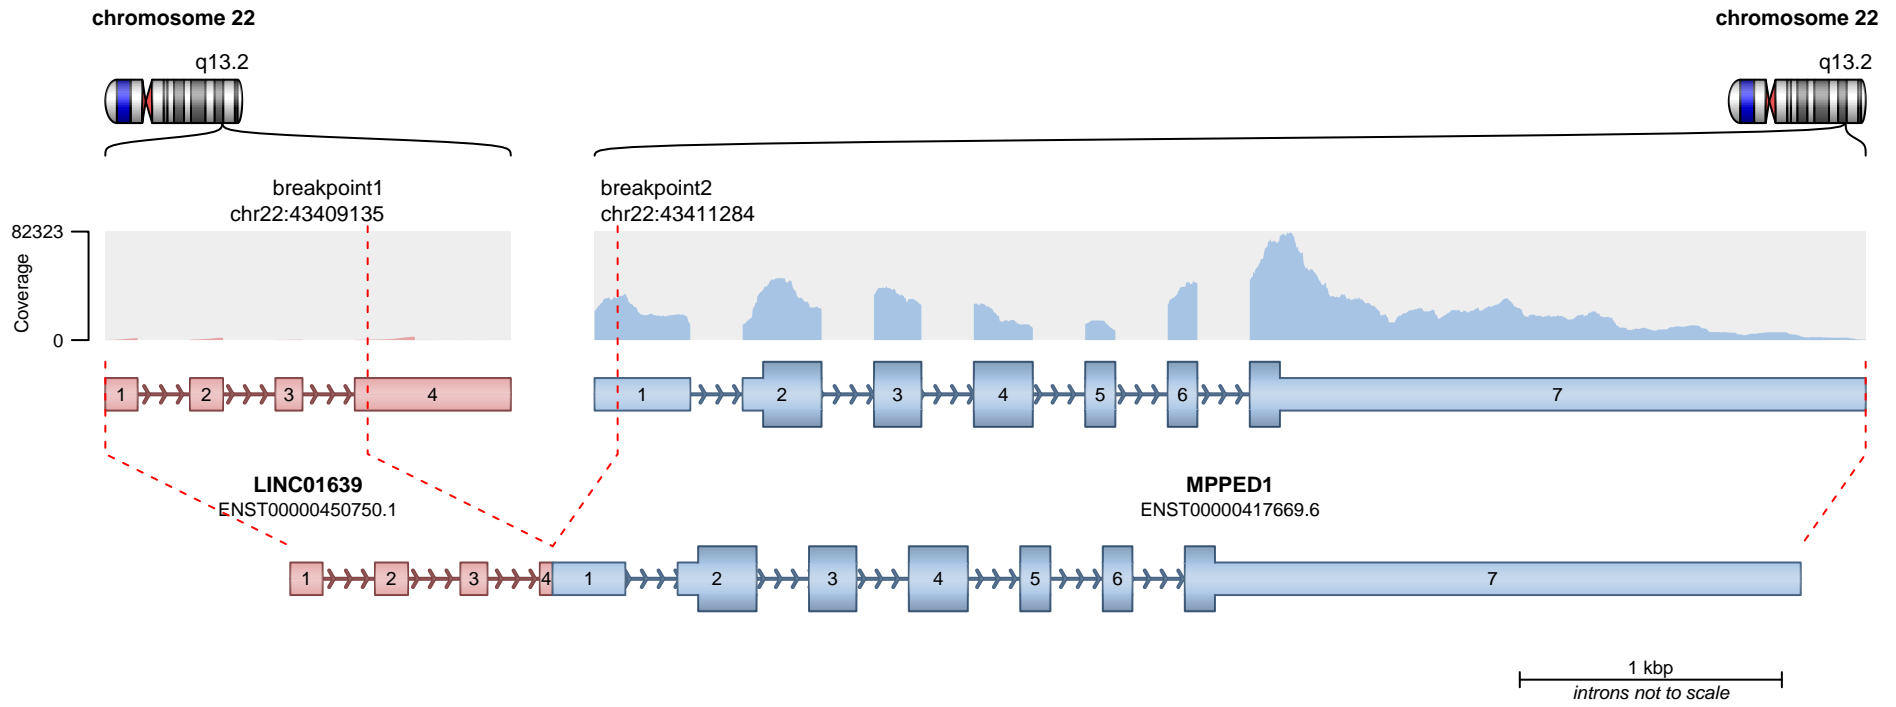 chromosome 22
chromosome 22
q13.2
q13.2
breakpoint1
chr22:43409135
breakpoint2
chr22:43411284
82323
Coverage
0
1 2 3 4
1 2 3 4 5 6 7
LINC01639
ENST00000450750.1
MPPED1
ENST00000417669.6
1 2 3 4 1 2 3 4 5 6 7
1 kbp
introns not to scale